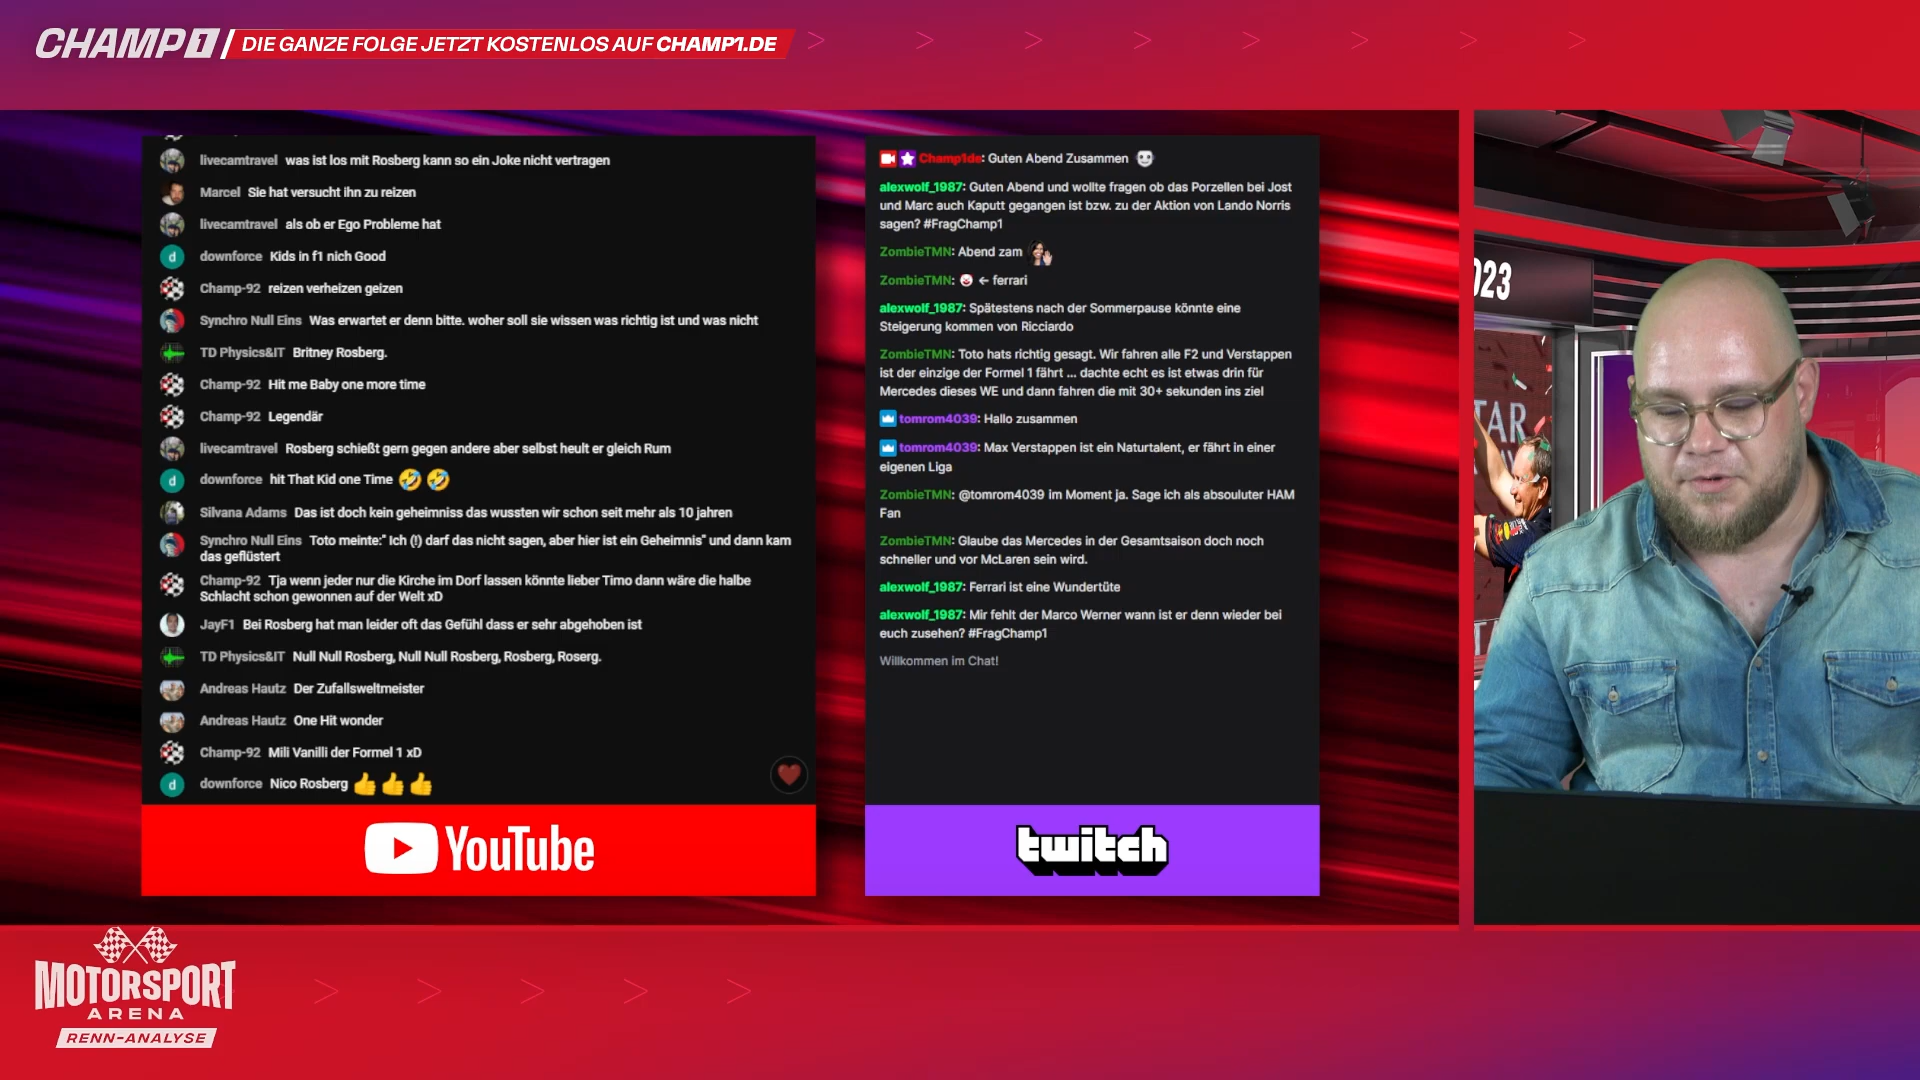 CHAMP1 DIE GANZE FOLGE JETZT KOSTENLOS AUF CHAMP1.DE
livecamtravel was ist los mit Rosberg kann so ein Joke nicht vertragen
Marcel Sie hat versucht ihn zu reizen
livecamtravel als ob er Ego Probleme hat
d downforce Kids in f1 nich Good
Champ-92 reizen verheizen geizen
Synchro Null Eins Was erwartet er denn bitte. woher soll sie wissen was richtig ist und was nicht
TD Physics&IT Britney Rosberg.
Champ-92 Hit me Baby one more time
Champ-92 Legendär
livecamtravel Rosberg schießt gern gegen andere aber selbst heult er gleich Rum
d downforce hit That Kid one Time 🤣 🤣
Silvana Adams Das ist doch kein geheimniss das wussten wir schon seit mehr als 10 jahren
Synchro Null Eins Toto meinte:" Ich (!) darf das nicht sagen, aber hier ist ein Geheimnis" und dann kam
das geflüstert
Champ-92 Tja wenn jeder nur die Kirche im Dorf lassen könnte lieber Timo dann wäre die halbe
Schlacht schon gewonnen auf der Welt xD
JayF1 Bei Rosberg hat man leider oft das Gefühl dass er sehr abgehoben ist
TD Physics&IT Null Null Rosberg, Null Null Rosberg, Rosberg, Roserg.
Andreas Hautz Der Zufallsweltmeister
Andreas Hautz One Hit wonder
Champ-92 Mili Vanilli der Formel 1 xD
d downforce Nico Rosberg 👍 👍 👍
YouTube
Champ1de: Guten Abend Zusammen
alexwolf_1987: Guten Abend und wollte fragen ob das Porzellen bei Jost
und Marc auch Kaputt gegangen ist bzw. zu der Aktion von Lando Norris
sagen? #FragChamp1
ZombieTMN: Abend zam
ZombieTMN: 🤡 ← ferrari
alexwolf_1987: Spätestens nach der Sommerpause könnte eine
Steigerung kommen von Ricciardo
ZombieTMN: Toto hats richtig gesagt. Wir fahren alle F2 und Verstappen
ist der einzige der Formel 1 fährt ... dachte echt es ist etwas drin für
Mercedes dieses WE und dann fahren die mit 30+ sekunden ins ziel
tomrom4039: Hallo zusammen
tomrom4039: Max Verstappen ist ein Naturtalent, er fährt in einer
eigenen Liga
ZombieTMN: @tomrom4039 im Moment ja. Sage ich als absouluter HAM
Fan
ZombieTMN: Glaube das Mercedes in der Gesamtsaison doch noch
schneller und vor McLaren sein wird.
alexwolf_1987: Ferrari ist eine Wundertüte
alexwolf_1987: Mir fehlt der Marco Werner wann ist er denn wieder bei
euch zusehen? #FragChamp1
Willkommen im Chat!
twitch
023
MOTORSPORT
ARENA
RENN-ANALYSE